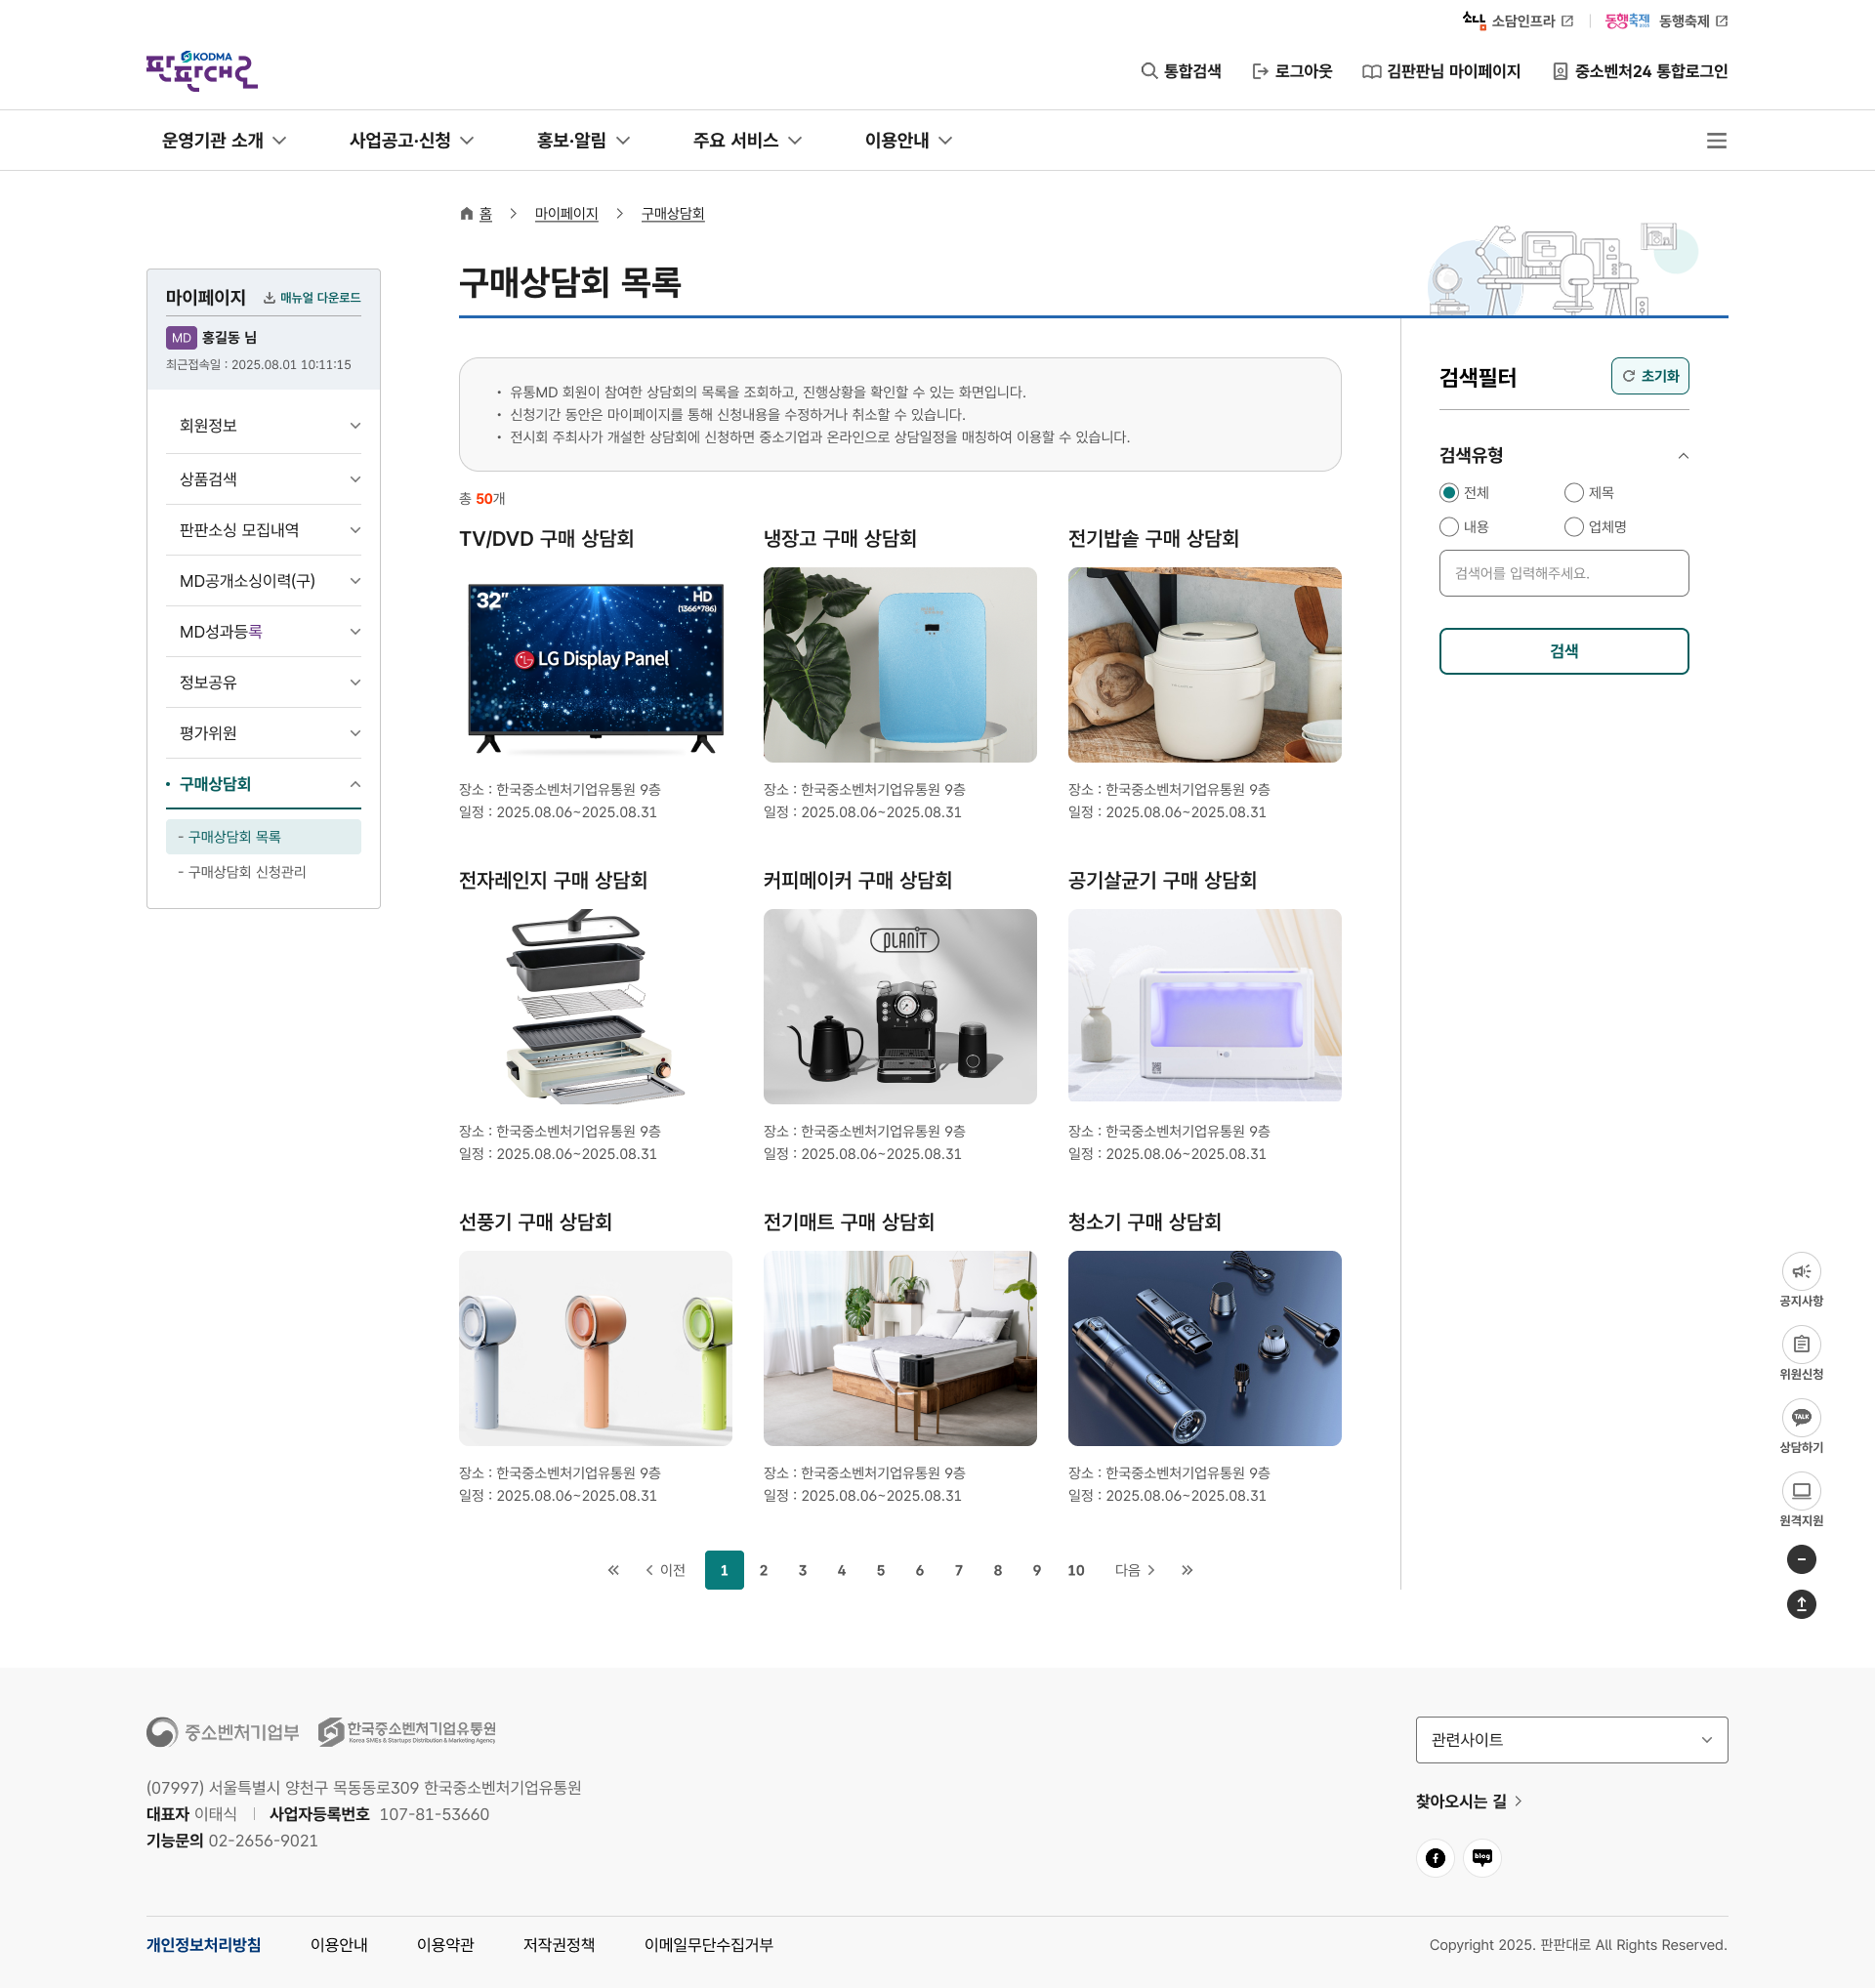 소담 소담인프라
동행축제 동행축제
KODMA
판판대로
통합검색
로그아웃
김판판님 마이페이지
중소벤처24 통합로그인
운영기관 소개
사업공고·신청
홍보·알림
주요 서비스
이용안내
홈
마이페이지
구매상담회
마이페이지
매뉴얼 다운로드
MD 홍길동 님
최근접속일 : 2025.08.01 10:11:15
회원정보
상품검색
판판소싱 모집내역
MD공개소싱이력(구)
MD성과등록
정보공유
평가위원
구매상담회
- 구매상담회 목록
- 구매상담회 신청관리
구매상담회 목록
• 유통MD 회원이 참여한 상담회의 목록을 조회하고, 진행상황을 확인할 수 있는 화면입니다.
• 신청기간 동안은 마이페이지를 통해 신청내용을 수정하거나 취소할 수 있습니다.
• 전시회 주최사가 개설한 상담회에 신청하면 중소기업과 온라인으로 상담일정을 매칭하여 이용할 수 있습니다.
총 50개
TV/DVD 구매 상담회
32"
HD
(1366*786)
LG Display Panel
장소 : 한국중소벤처기업유통원 9층
일정 : 2025.08.06~2025.08.31
냉장고 구매 상담회
장소 : 한국중소벤처기업유통원 9층
일정 : 2025.08.06~2025.08.31
전기밥솥 구매 상담회
장소 : 한국중소벤처기업유통원 9층
일정 : 2025.08.06~2025.08.31
전자레인지 구매 상담회
장소 : 한국중소벤처기업유통원 9층
일정 : 2025.08.06~2025.08.31
커피메이커 구매 상담회
PLANiT
장소 : 한국중소벤처기업유통원 9층
일정 : 2025.08.06~2025.08.31
공기살균기 구매 상담회
장소 : 한국중소벤처기업유통원 9층
일정 : 2025.08.06~2025.08.31
선풍기 구매 상담회
장소 : 한국중소벤처기업유통원 9층
일정 : 2025.08.06~2025.08.31
전기매트 구매 상담회
장소 : 한국중소벤처기업유통원 9층
일정 : 2025.08.06~2025.08.31
청소기 구매 상담회
장소 : 한국중소벤처기업유통원 9층
일정 : 2025.08.06~2025.08.31
이전 1 2 3 4 5 6 7 8 9 10 다음
검색필터
초기화
검색유형
전체
제목
내용
업체명
검색어를 입력해주세요.
검색
공지사항
위원신청
TALK
상담하기
원격지원
중소벤처기업부
한국중소벤처기업유통원
Korea SMEs & Startups Distribution & Marketing Agency
(07997) 서울특별시 양천구 목동동로309 한국중소벤처기업유통원
대표자 이태식 | 사업자등록번호 107-81-53660
기능문의 02-2656-9021
관련사이트
찾아오시는 길
blog
개인정보처리방침
이용안내
이용약관
저작권정책
이메일무단수집거부
Copyright 2025. 판판대로 All Rights Reserved.